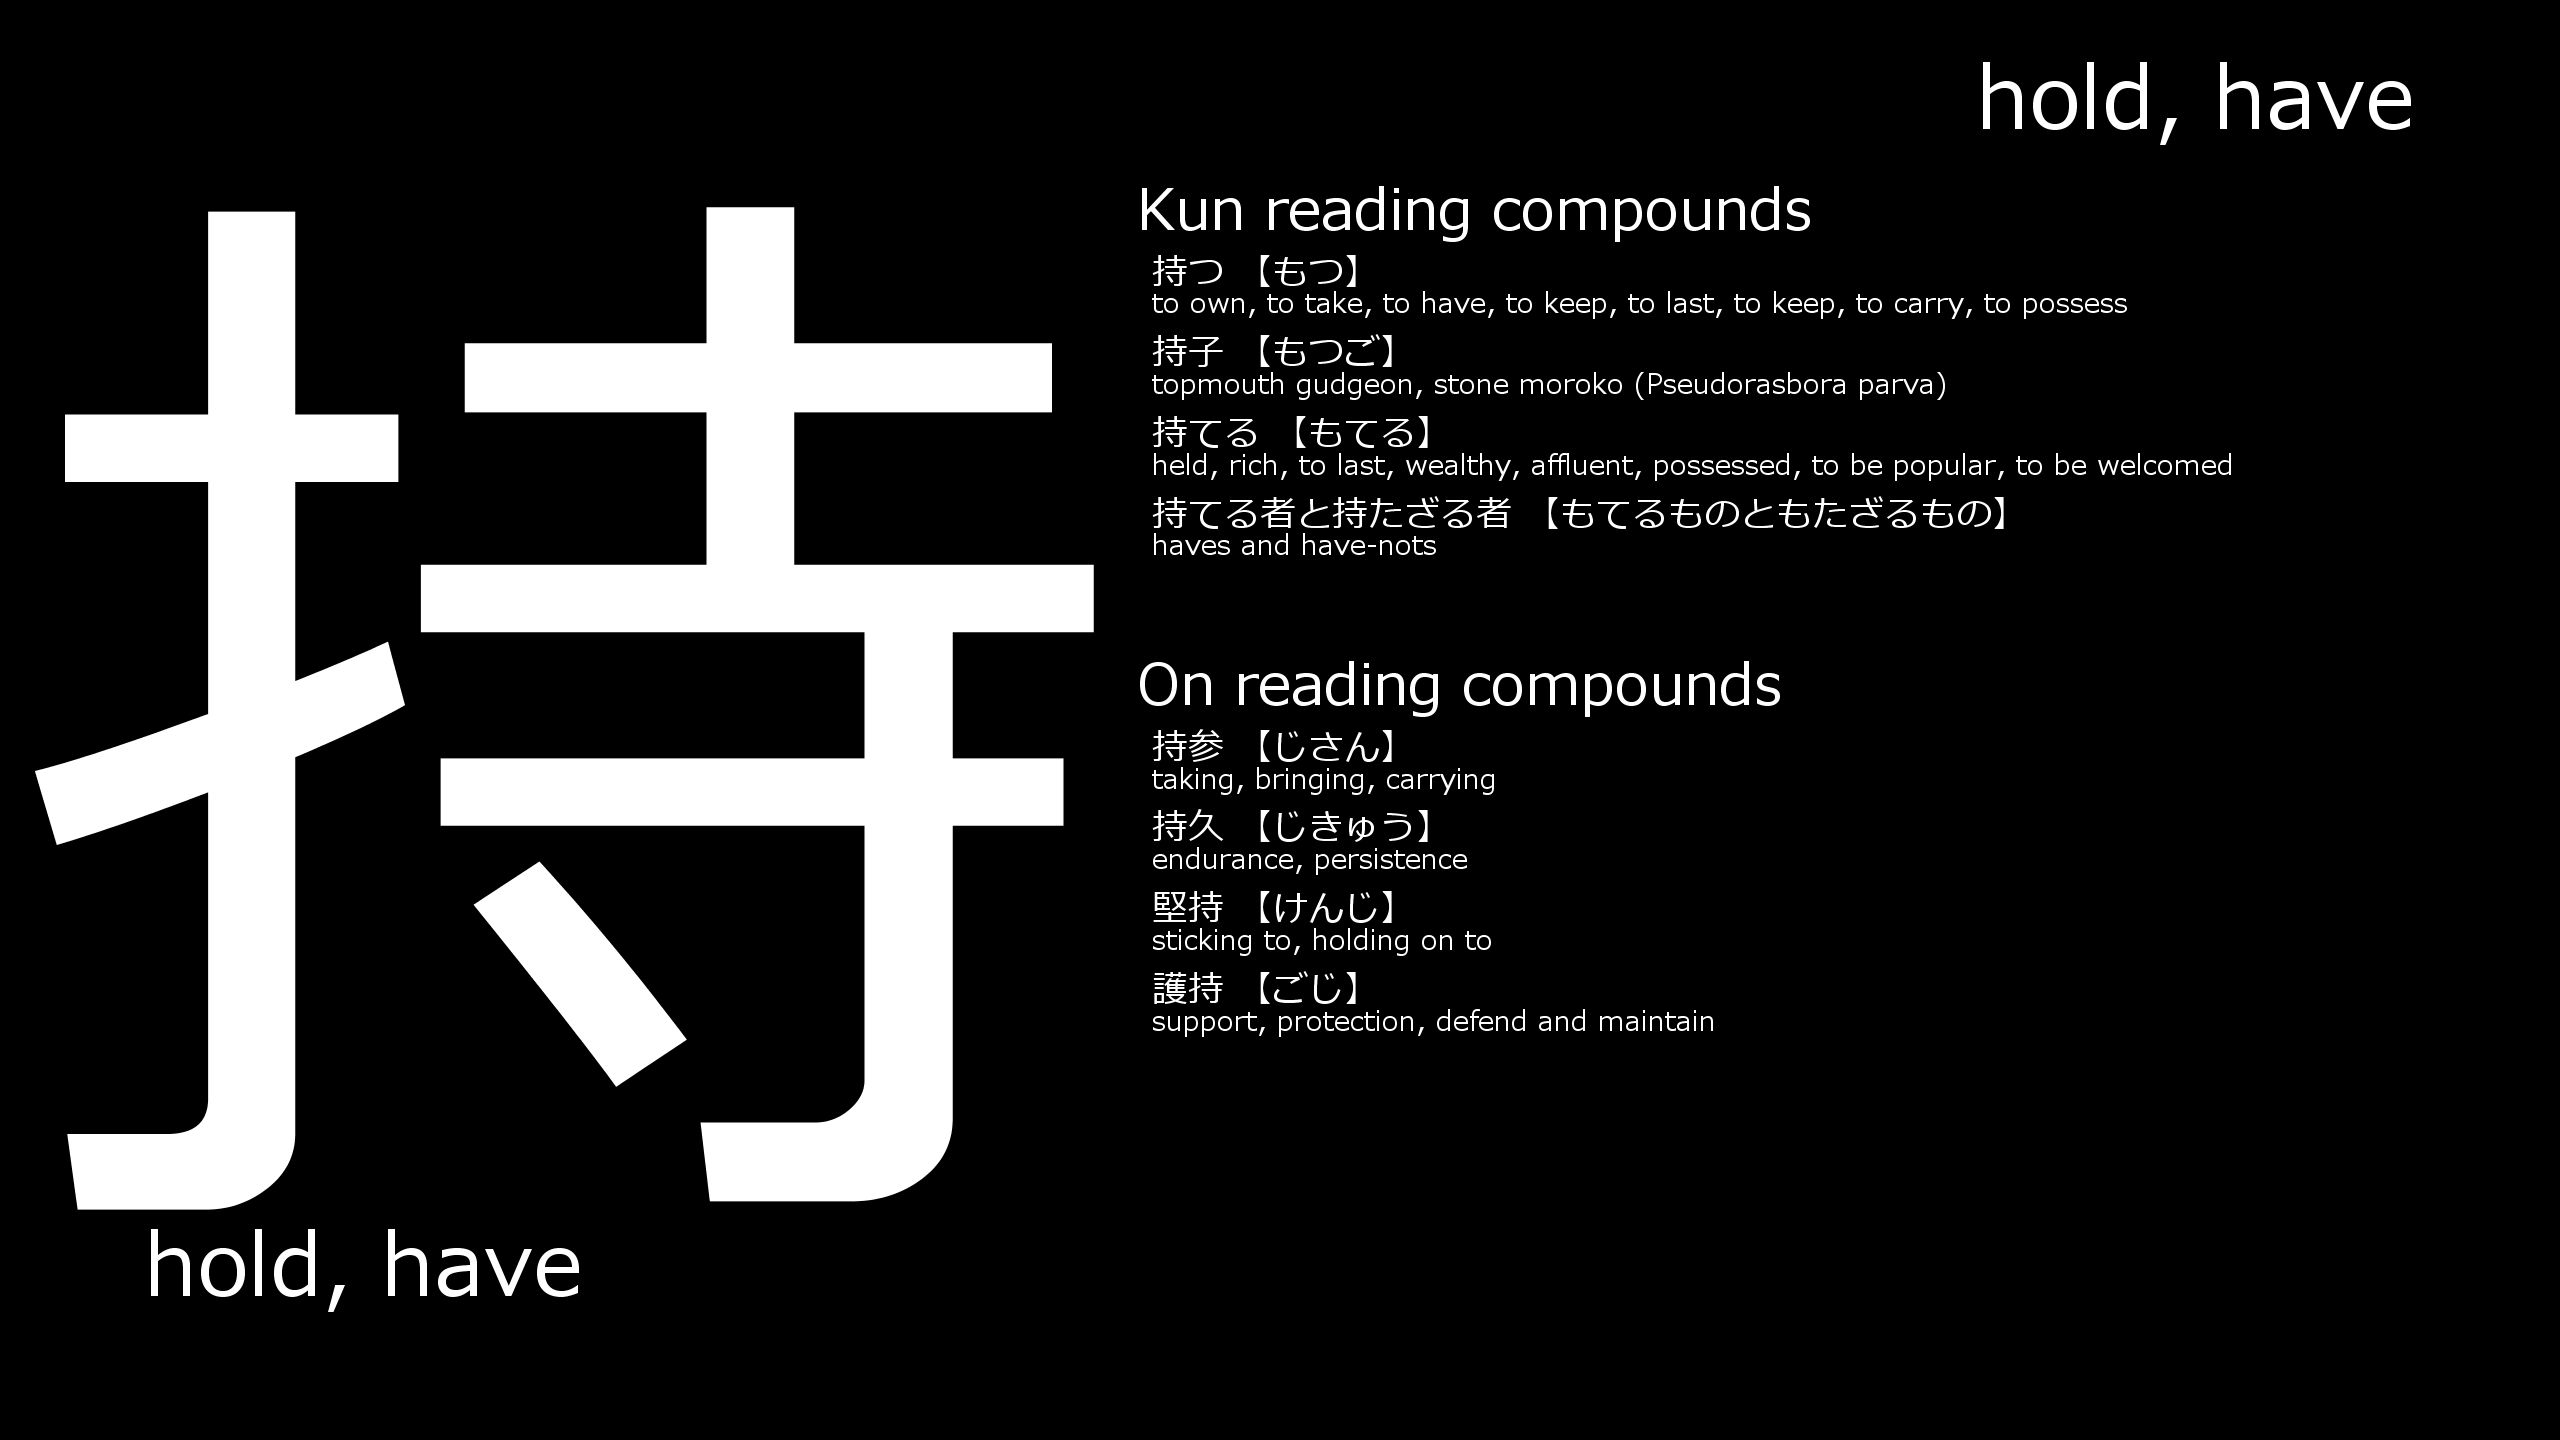 hold, have
持
hold, have
Kun reading compounds
持つ 【もつ】
to own, to take, to have, to keep, to last, to keep, to carry, to possess
持子 【もつご】
topmouth gudgeon, stone moroko (Pseudorasbora parva)
持てる 【もてる】
held, rich, to last, wealthy, affluent, possessed, to be popular, to be welcomed
持てる者と持たざる者 【もてるものともたざるもの】
haves and have-nots
On reading compounds
持参 【じさん】
taking, bringing, carrying
持久 【じきゅう】
endurance, persistence
堅持 【けんじ】
sticking to, holding on to
護持 【ごじ】
support, protection, defend and maintain